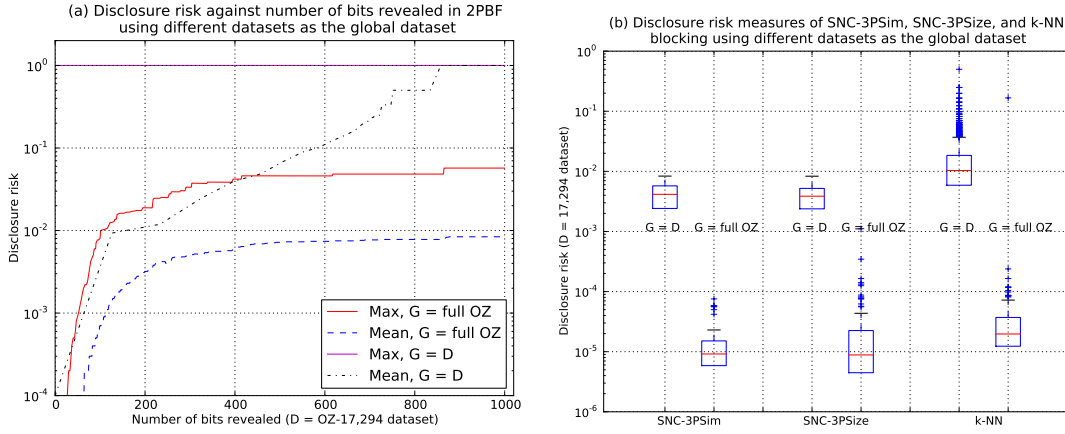 (a) Disclosure risk against number of bits revealed in 2PBF
using different datasets as the global dataset
Disclosure risk
10^0
10^-1
10^-2
10^-3
10^-4
0
200
400
600
800
1000
Number of bits revealed (D = OZ-17,294 dataset)
Max, G = full OZ
Mean, G = full OZ
Max, G = D
Mean, G = D
(b) Disclosure risk measures of SNC-3PSim, SNC-3PSize, and k-NN
blocking using different datasets as the global dataset
Disclosure risk (D = 17,294 dataset)
10^0
10^-1
10^-2
10^-3
10^-4
10^-5
10^-6
G = D
G = full OZ
G = D
G = full OZ
G = D
G = full OZ
SNC-3PSim
SNC-3PSize
k-NN